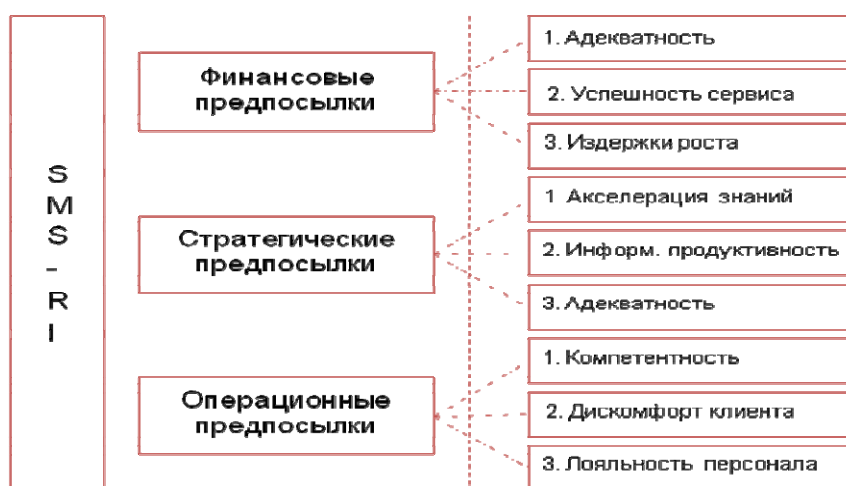 S
M
S
-
R
I
Финансовые
предпосылки
1. Адекватность
2. Успешность сервиса
3. Издержки роста
Стратегические
предпосылки
1 Акселерация знаний
2. Информ. продуктивность
3. Адекватность
Операционные
предпосылки
1. Компетентность
2. Дискомфорт клиента
3. Лояльность персонала